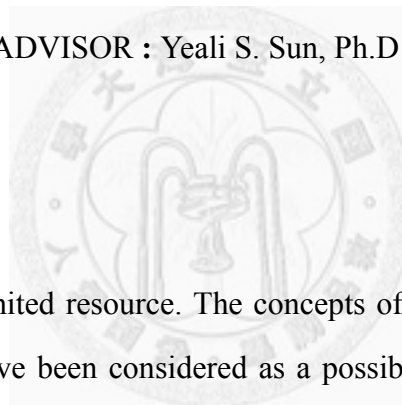 ADVISOR : Yeali S. Sun, Ph.D
nited resource. The concepts of
ve been considered as a possib